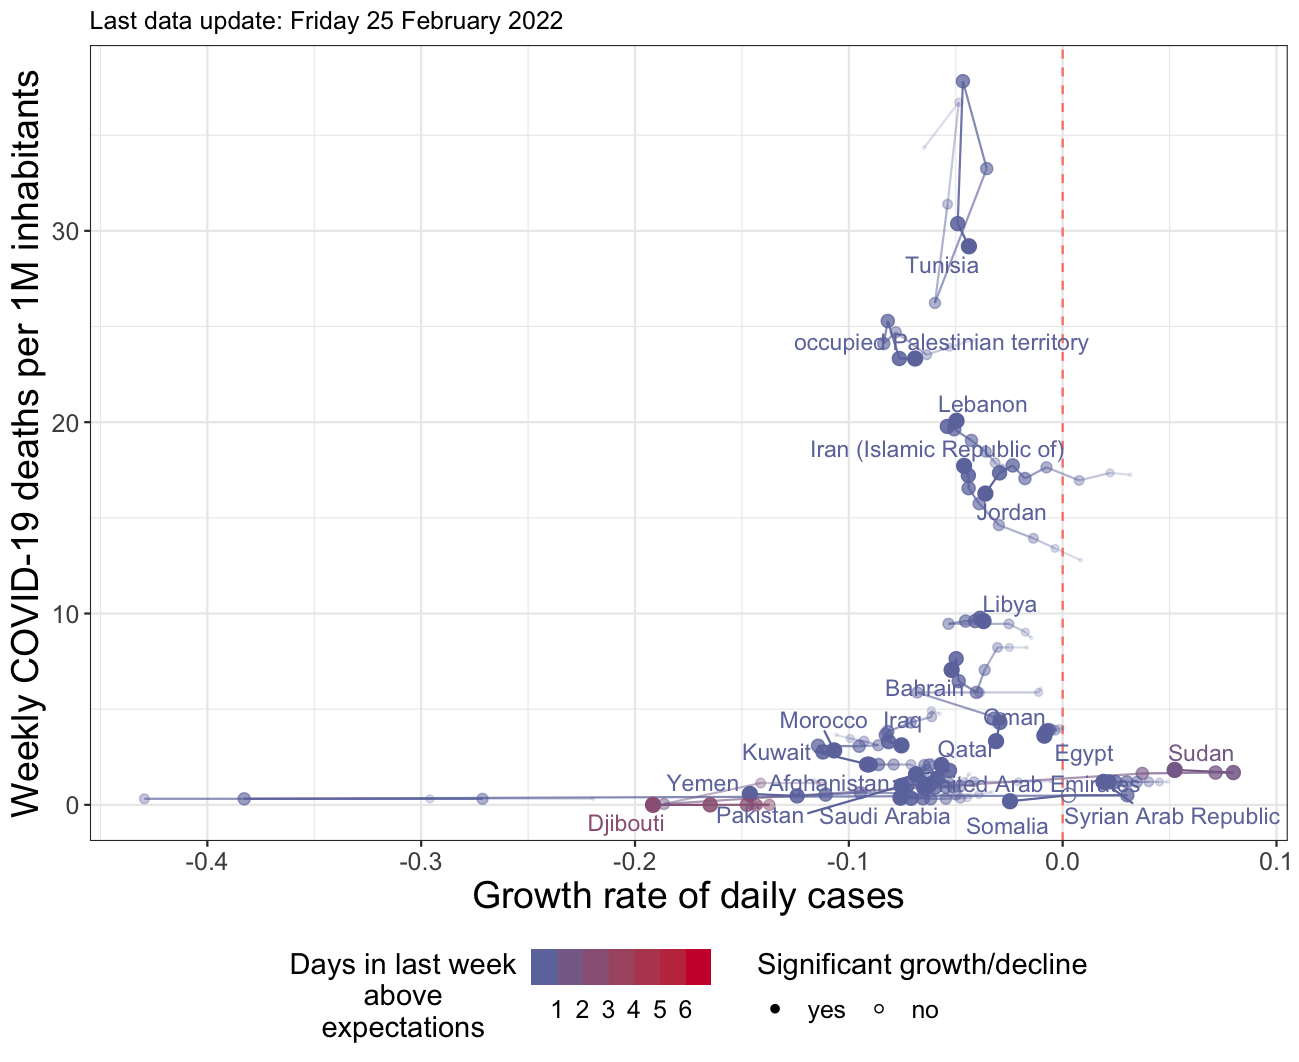 Last data update: Friday 25 February 2022
Weekly COVID-19 deaths per 1M inhabitants
30
20
10
0
Tunisia
occupied Palestinian territory
Lebanon
Iran (Islamic Republic of)
Jordan
Libya
Bahrain
Oman
Morocco
Iraq
Kuwait
Qatar
Egypt
Sudan
Yemen
Afghanistan
United Arab Emirates
Djibouti
Pakistan
Saudi Arabia
Somalia
Syrian Arab Republic
-0.4
-0.3
-0.2
-0.1
0.0
0.1
Growth rate of daily cases
Days in last week
above
expectations
1 2 3 4 5 6
Significant growth/decline
yes
no